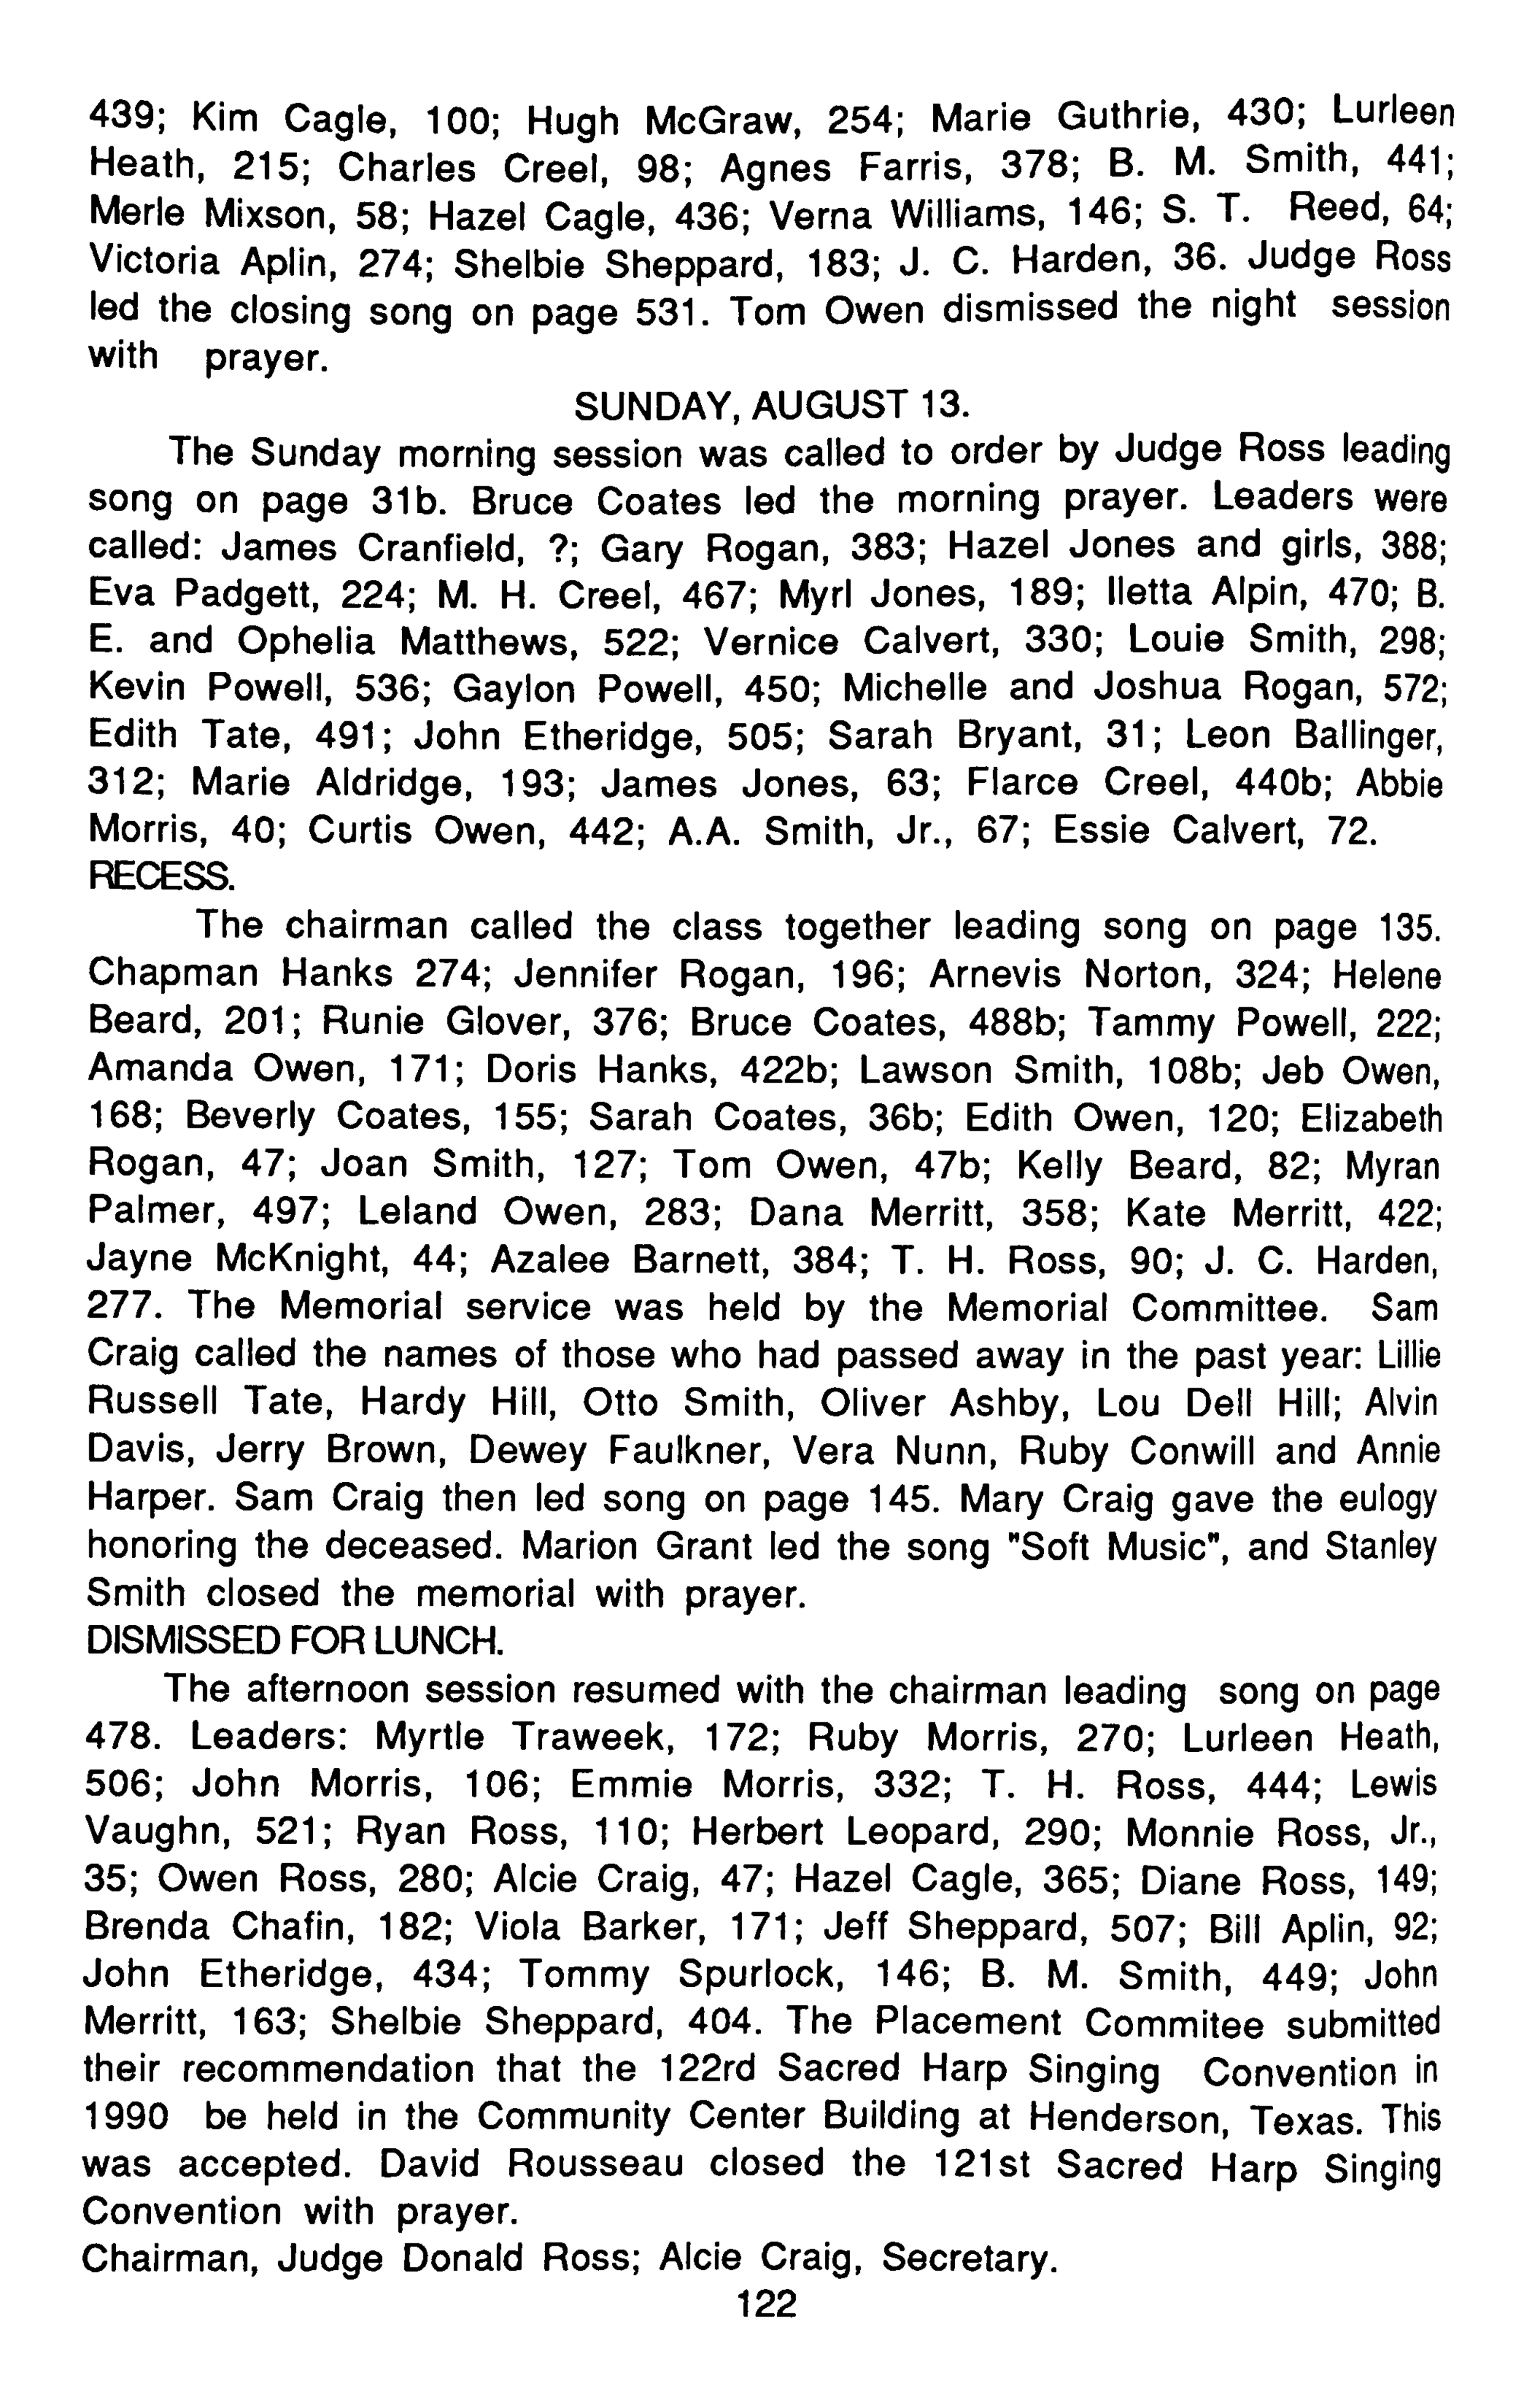 439; Kim Cagle, 100; Hugh McGraw, 254; Marie Guthrie, 430; Lurleen
Heath, 215; Charles Creel, 98; Agnes Farris, 378; B. M. Smith, 441;
Merle Mixson, 58; Hazel Cagle, 436; Verna Williams, 146; S. T. Reed, 64;
Victoria Aplin, 274; Shelbie Sheppard, 183; J. C. Harden, 36. Judge Ross
led the closing song on page 531. Tom Owen dismissed the night session
with prayer.
SUNDAY, AUGUST 13.
The Sunday morning session was called to order by Judge Ross leading
song on page 31b. Bruce Coates led the morning prayer. Leaders were
called: James Cranfield, ?; Gary Rogan, 383; Hazel Jones and girls, 388;
Eva Padgett, 224; M. H. Creel, 467; Myrl Jones, 189; Iletta Alpin, 470; B.
E. and Ophelia Matthews, 522; Vernice Calvert, 330; Louie Smith, 298;
Kevin Powell, 536; Gaylon Powell, 450; Michelle and Joshua Rogan, 572;
Edith Tate, 491; John Etheridge, 505; Sarah Bryant, 31; Leon Ballinger,
312; Marie Aldridge, 193; James Jones, 63; Flarce Creel, 440b; Abbie
Morris, 40; Curtis Owen, 442; A.A. Smith, Jr., 67; Essie Calvert, 72.
RECESS.
The chairman called the class together leading song on page 135.
Chapman Hanks 274; Jennifer Rogan, 196; Arnevis Norton, 324; Helene
Beard, 201; Runie Glover, 376; Bruce Coates, 488b; Tammy Powell, 222;
Amanda Owen, 171; Doris Hanks, 422b; Lawson Smith, 108b; Jeb Owen,
168; Beverly Coates, 155; Sarah Coates, 36b; Edith Owen, 120; Elizabeth
Rogan, 47; Joan Smith, 127; Tom Owen, 47b; Kelly Beard, 82; Myran
Palmer, 497; Leland Owen, 283; Dana Merritt, 358; Kate Merritt, 422;
Jayne McKnight, 44; Azalee Barnett, 384; T. H. Ross, 90; J. C. Harden,
277. The Memorial service was held by the Memorial Committee. Sam
Craig called the names of those who had passed away in the past year: Lillie
Russell Tate, Hardy Hill, Otto Smith, Oliver Ashby, Lou Dell Hill; Alvin
Davis, Jerry Brown, Dewey Faulkner, Vera Nunn, Ruby Conwill and Annie
Harper. Sam Craig then led song on page 145. Mary Craig gave the eulogy
honoring the deceased. Marion Grant led the song "Soft Music", and Stanley
Smith closed the memorial with prayer.
DISMISSED FOR LUNCH.
The afternoon session resumed with the chairman leading song on page
478. Leaders: Myrtle Traweek, 172; Ruby Morris, 270; Lurleen Heath,
506; John Morris, 106; Emmie Morris, 332; T. H. Ross, 444; Lewis
Vaughn, 521; Ryan Ross, 110; Herbert Leopard, 290; Monnie Ross, Jr.,
35; Owen Ross, 280; Alcie Craig, 47; Hazel Cagle, 365; Diane Ross, 149;
Brenda Chafin, 182; Viola Barker, 171; Jeff Sheppard, 507; Bill Aplin, 92;
John Etheridge, 434; Tommy Spurlock, 146; B. M. Smith, 449; John
Merritt, 163; Shelbie Sheppard, 404. The Placement Commitee submitted
their recommendation that the 122rd Sacred Harp Singing Convention in
1990 be held in the Community Center Building at Henderson, Texas. This
was accepted. David Rousseau closed the 121st Sacred Harp Singing
Convention with prayer.
Chairman, Judge Donald Ross; Alcie Craig, Secretary.
122